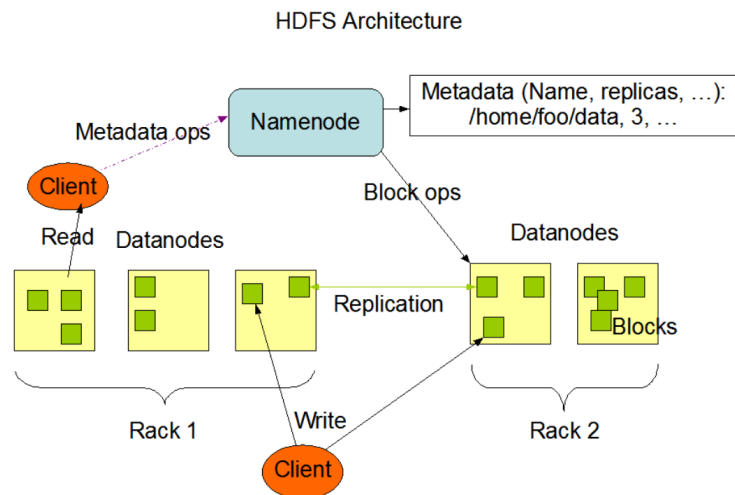 HDFS Architecture
Metadata (Name, replicas, ...):
/home/foo/data, 3, ...
Namenode
Metadata ops
Client
Block ops
Read
Datanodes
Datanodes
Replication
Blocks
Rack 1
Write
Rack 2
Client